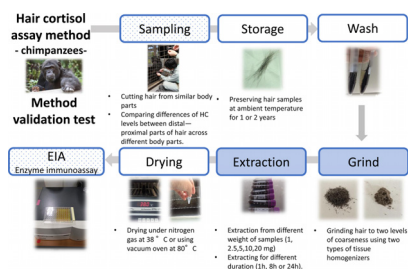 Hair cortisol
assay method
- chimpanzees-
Method
validation test
Sampling
• Cutting hair from similar body
parts
• Comparing differences of HC
levels between distal—
proximal parts of hair across
different body parts.
Storage
• Preserving hair samples
at ambient temperature
for 1 or 2 years
Wash
Grind
• Grinding hair to two levels
of coarseness using two
types of tissue
homogenizers
Extraction
• Extraction from different
weight of samples (1,
2.5,5,10,20 mg)
• Extracting for different
duration (1h, 8h or 24h).
Drying
• Drying under nitrogen
gas at 38 ° C or using
vacuum oven at 80° C
EIA
Enzyme immunoassay